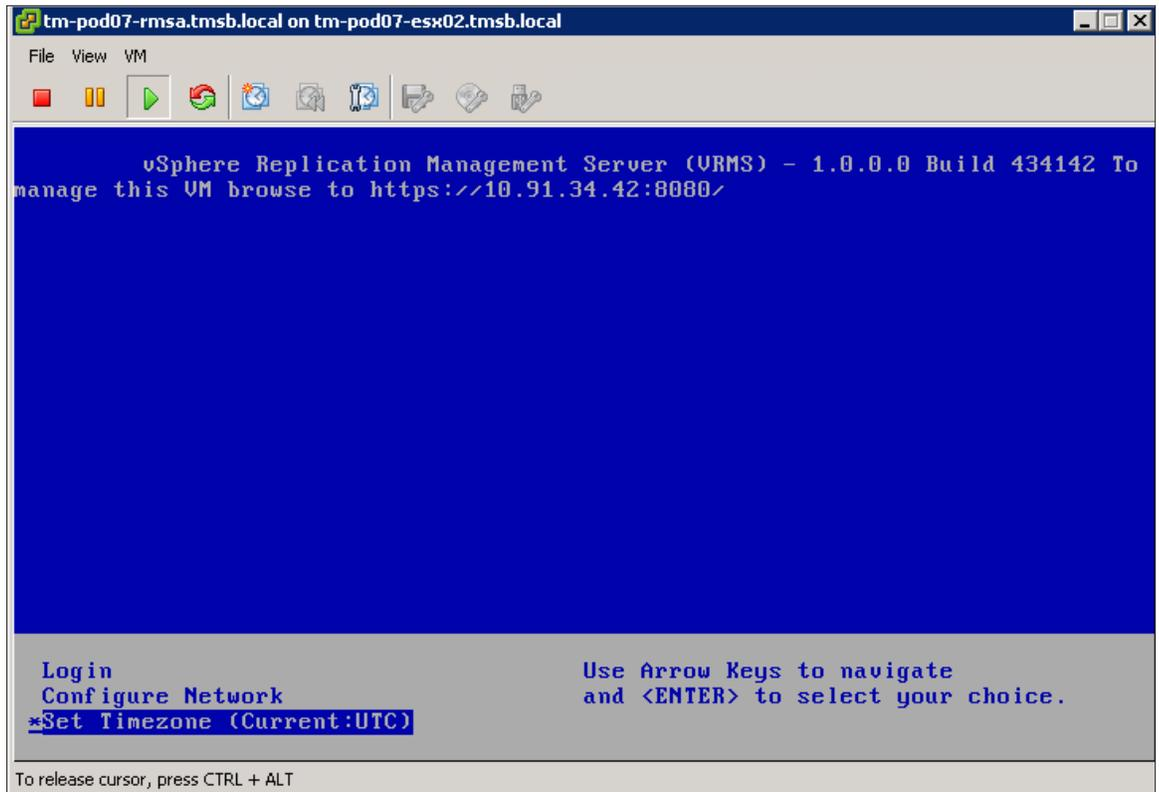 tm-pod07-rmsa.tmsb.local on tm-pod07-esx02.tmsb.local
File View VM
vSphere Replication Management Server (VRMS) - 1.0.0.0 Build 434142 To
manage this VM browse to https://10.91.34.42:8080/
Login
Configure Network
*Set Timezone (Current:UTC)
Use Arrow Keys to navigate
and <ENTER> to select your choice.
To release cursor, press CTRL + ALT